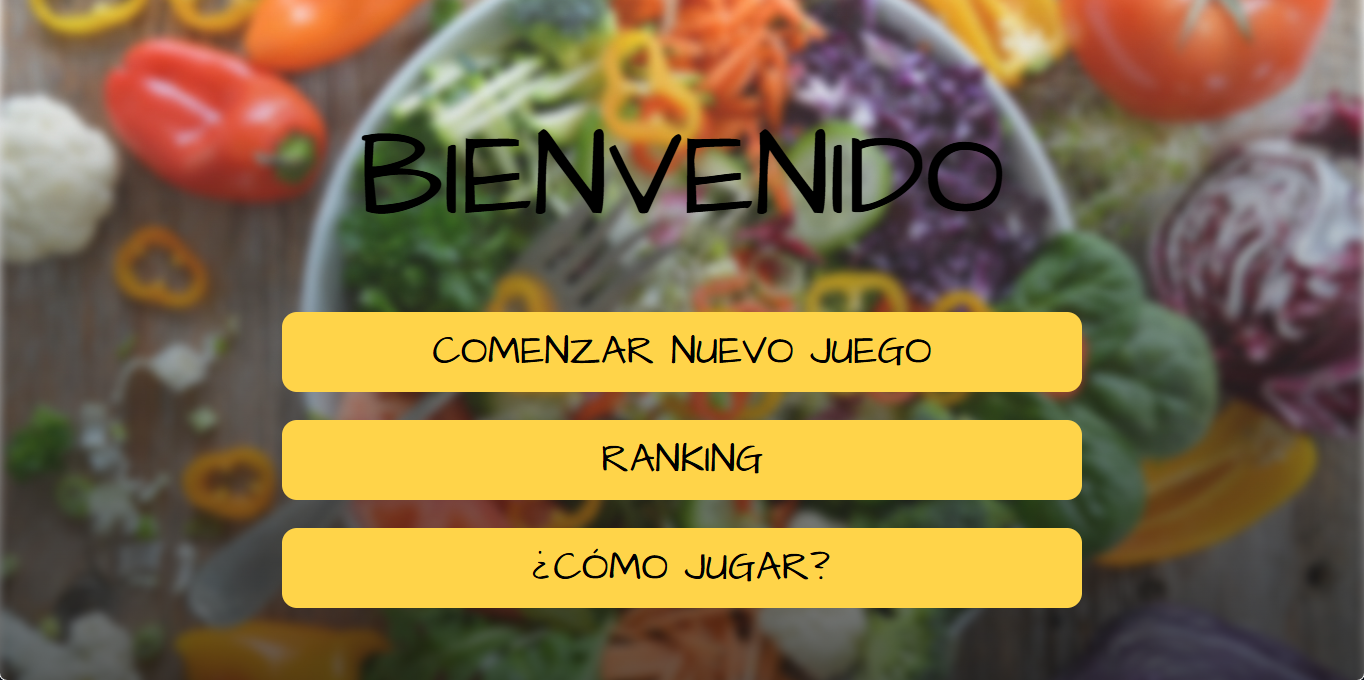 BIENVENIDO
COMENZAR NUEVO JUEGO
RANKING
¿CÓMO JUGAR?